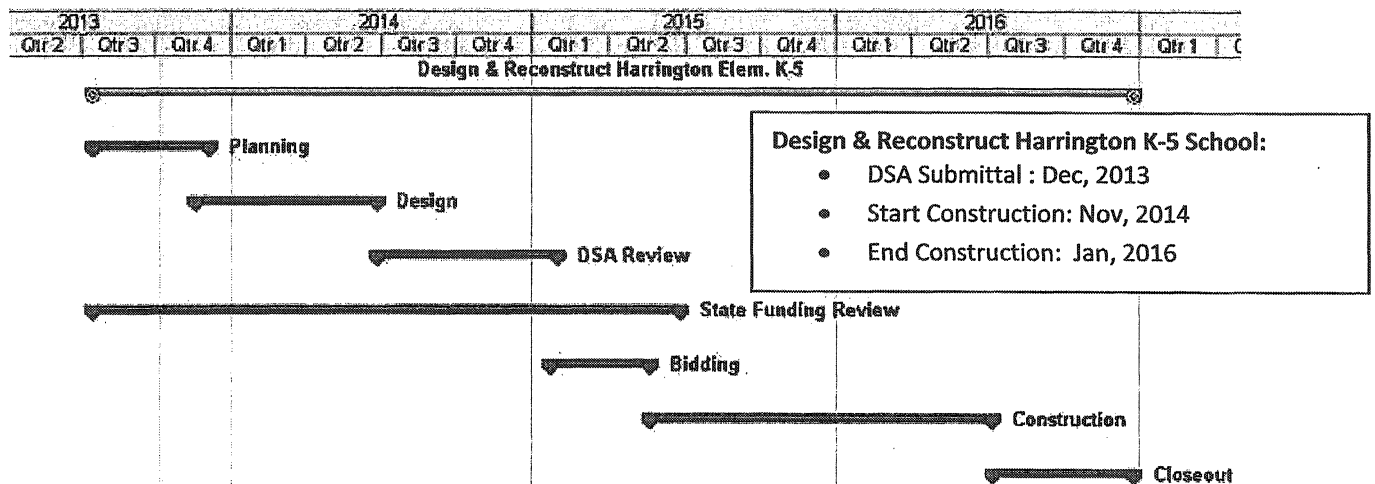 2013 2014 2015 2016
Qtr 2 Qtr 3 Qtr 4 Qtr 1 Qtr 2 Qtr 3 Qtr 4 Qtr 1 Qtr 2 Qtr 3 Qtr 4 Qtr 1 Qtr 2 Qtr 3 Qtr 4 Qtr 1
Design & Reconstruct Harrington Elem. K-5
Planning
Design
DSA Review
State Funding Review
Bidding
Construction
Closeout
Design & Reconstruct Harrington K-5 School:
• DSA Submittal : Dec, 2013
• Start Construction: Nov, 2014
• End Construction: Jan, 2016